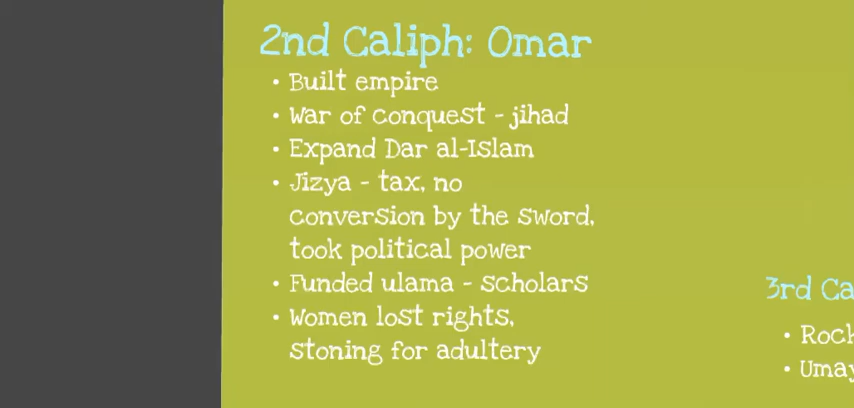 2nd Caliph: Omar
• Built empire
• War of conquest - jihad
• Expand Dar al-Islam
• Jizya - tax, no
conversion by the sword,
took political power
• Funded ulama - scholars
• Women lost rights,
stoning for adultery
3rd Ca
• Rock
• Umay